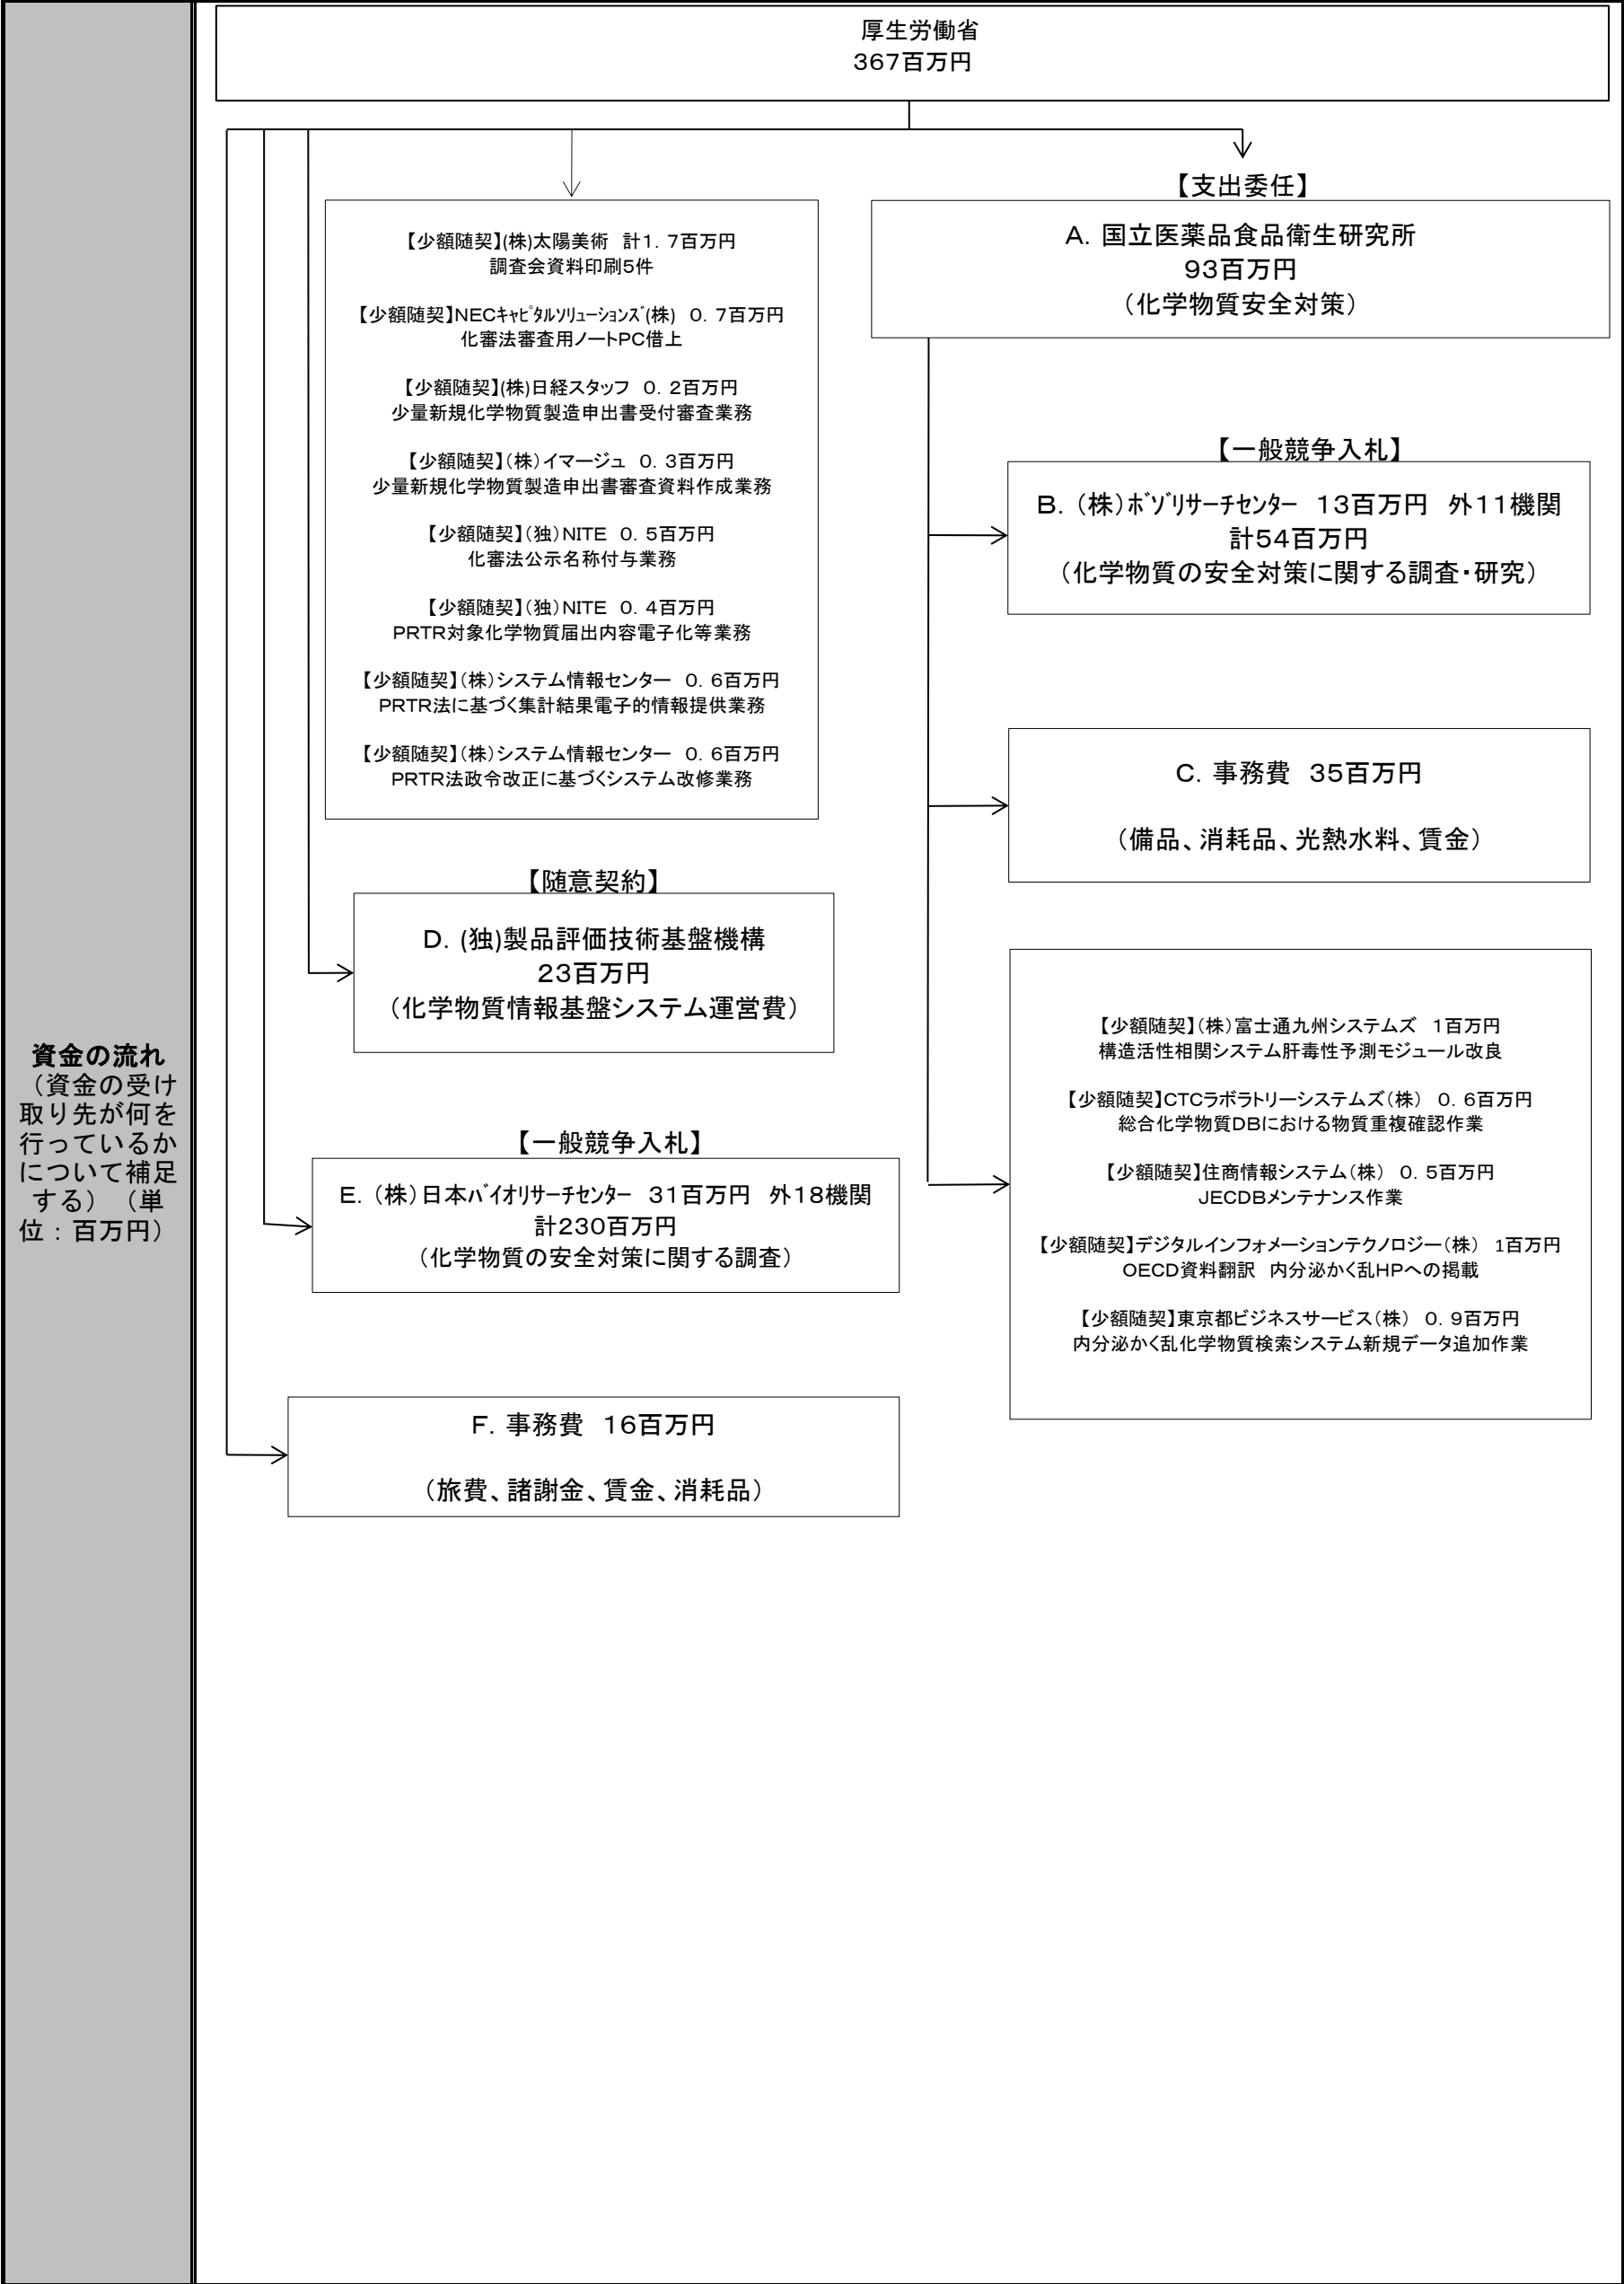 資金の流れ
（資金の受け
取り先が何を
行っているか
について補足
する）（単
位：百万円）
厚生労働省
367百万円
【少額随契】(株)太陽美術　計1．7百万円
調査会資料印刷5件
【少額随契】NECｷｬﾋﾟﾀﾙｿﾘｭｰｼｮﾝｽﾞ(株)　0．7百万円
化審法審査用ノートPC借上
【少額随契】(株)日経スタッフ　0．2百万円
少量新規化学物質製造申出書受付審査業務
【少額随契】（株）イマージュ　0．3百万円
少量新規化学物質製造申出書審査資料作成業務
【少額随契】（独）NITE　0．5百万円
化審法公示名称付与業務
【少額随契】（独）NITE　0．4百万円
PRTR対象化学物質届出内容電子化等業務
【少額随契】（株）システム情報センター　0．6百万円
PRTR法に基づく集計結果電子的情報提供業務
【少額随契】（株）システム情報センター　0．6百万円
PRTR法政令改正に基づくシステム改修業務
【随意契約】
D．(独)製品評価技術基盤機構
23百万円
（化学物質情報基盤システム運営費）
【一般競争入札】
E．（株）日本ﾊﾞｲｵﾘｻｰﾁｾﾝﾀｰ　31百万円　外18機関
計230百万円
（化学物質の安全対策に関する調査）
F．事務費　16百万円
（旅費、諸謝金、賃金、消耗品）
【支出委任】
A．国立医薬品食品衛生研究所
93百万円
（化学物質安全対策）
【一般競争入札】
B．（株）ﾎﾞｿﾞﾘｻｰﾁｾﾝﾀｰ　13百万円　外11機関
計54百万円
（化学物質の安全対策に関する調査・研究）
C．事務費　35百万円
（備品、消耗品、光熱水料、賃金）
【少額随契】（株）富士通九州システムズ　1百万円
構造活性相関システム肝毒性予測モジュール改良
【少額随契】CTCラボラトリーシステムズ（株）　0．6百万円
総合化学物質DBにおける物質重複確認作業
【少額随契】住商情報システム（株）　0．5百万円
JECDBメンテナンス作業
【少額随契】デジタルインフォメーションテクノロジー（株）　1百万円
OECD資料翻訳　内分泌かく乱HPへの掲載
【少額随契】東京都ビジネスサービス（株）　0．9百万円
内分泌かく乱化学物質検索システム新規データ追加作業